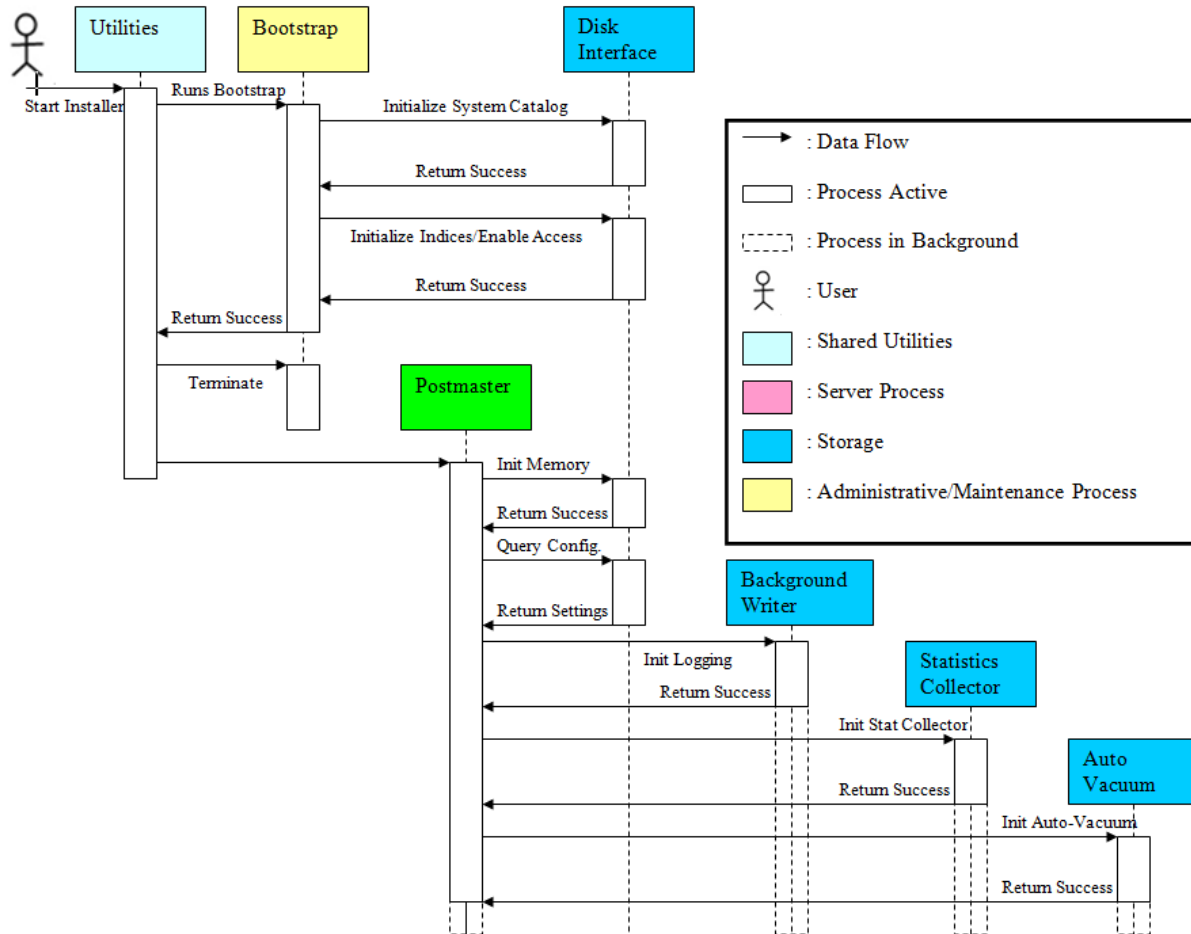 Utilities
Bootstrap
Disk
Interface
Start Installer
Runs Bootstrap
Initialize System Catalog
Return Success
Initialize Indices/Enable Access
Return Success
Return Success
Terminate
Postmaster
Init Memory
Return Success
Query Config.
Return Settings
Background
Writer
Init Logging
Return Success
Statistics
Collector
Init Stat Collector
Return Success
Auto
Vacuum
Init Auto-Vacuum
Return Success
: Data Flow
: Process Active
: Process in Background
: User
: Shared Utilities
: Server Process
: Storage
: Administrative/Maintenance Process